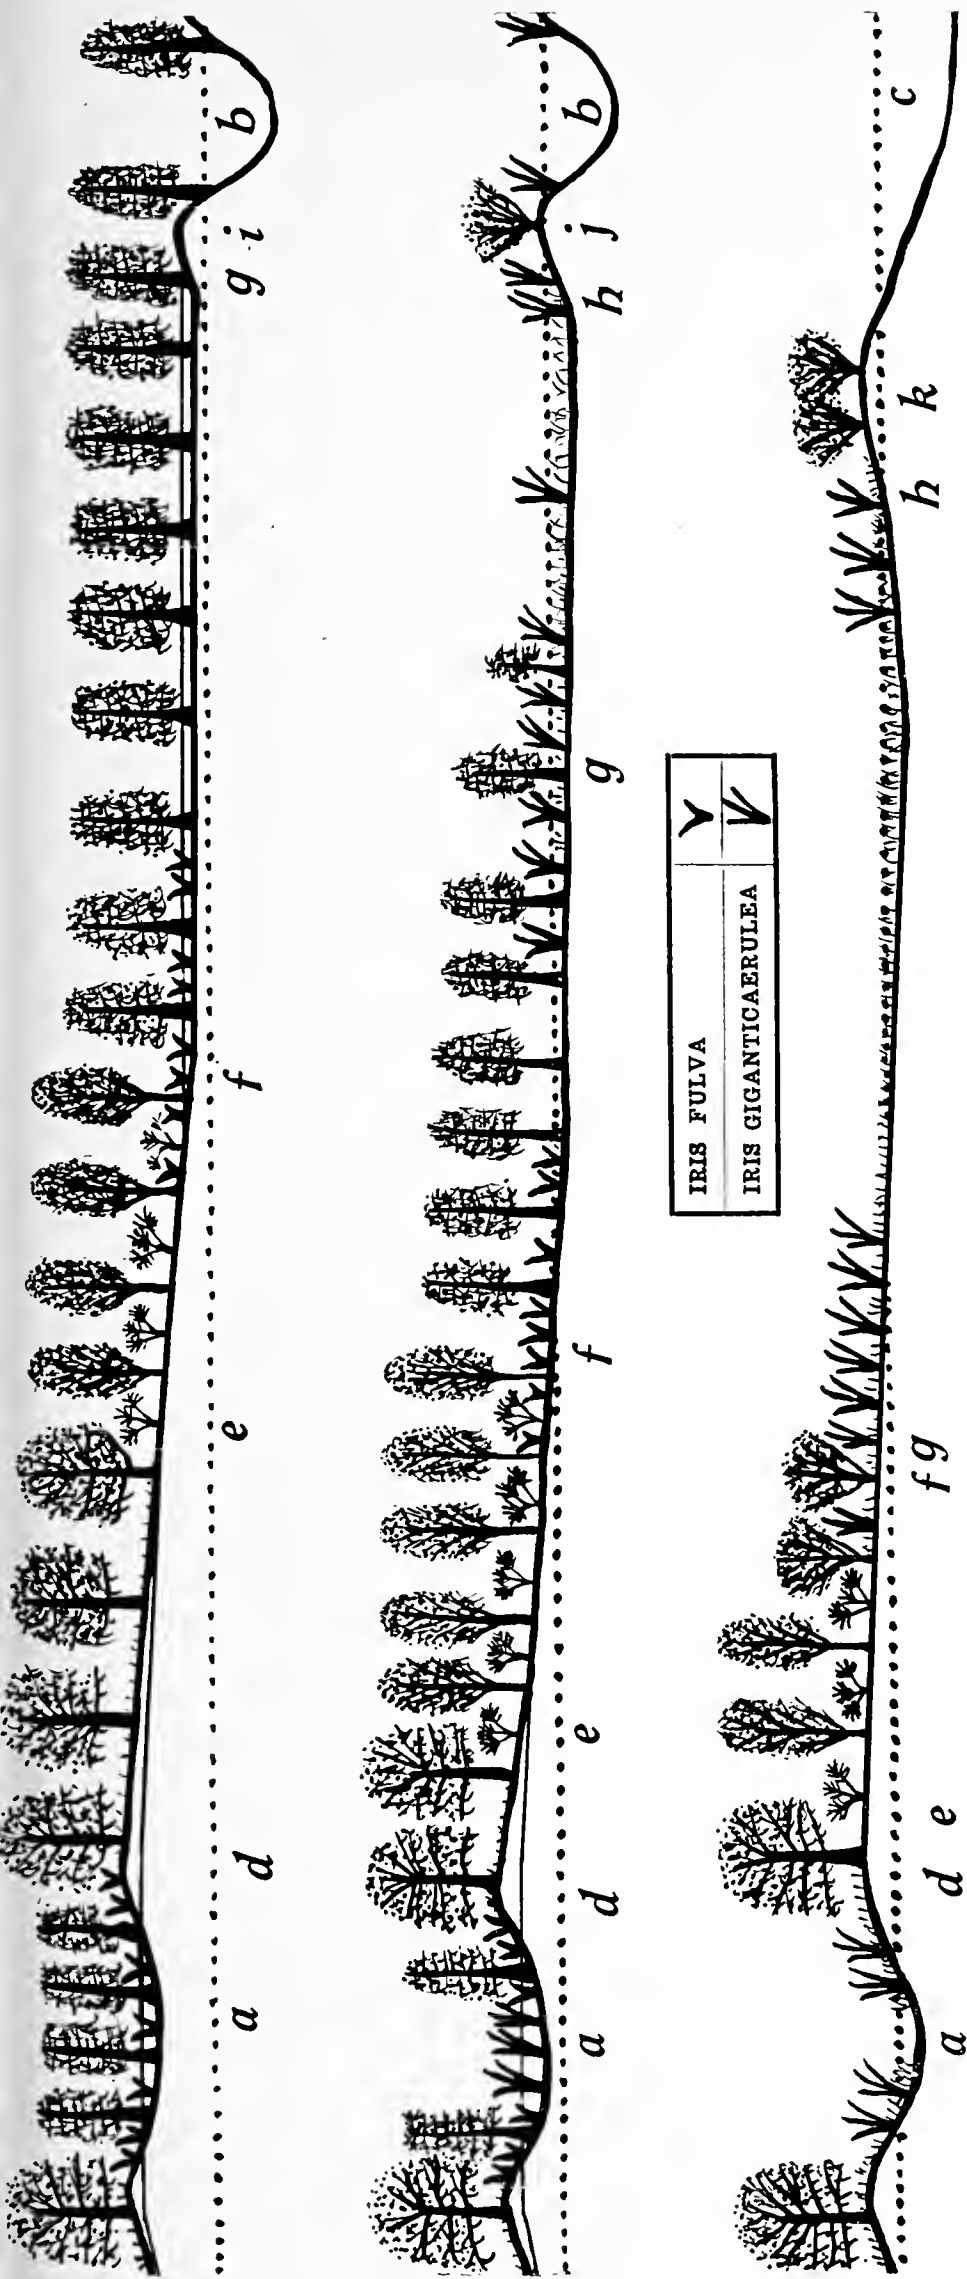 a d e f g i b
a d e f g h j b
IRIS FULVA
IRIS GIGANTICAERULEA
a d e f g h k c